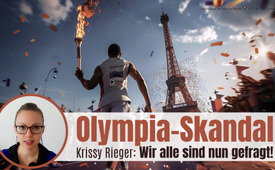 Olympia-Skandal
Krissy Rieger: Wir alle sind nun gefragt!